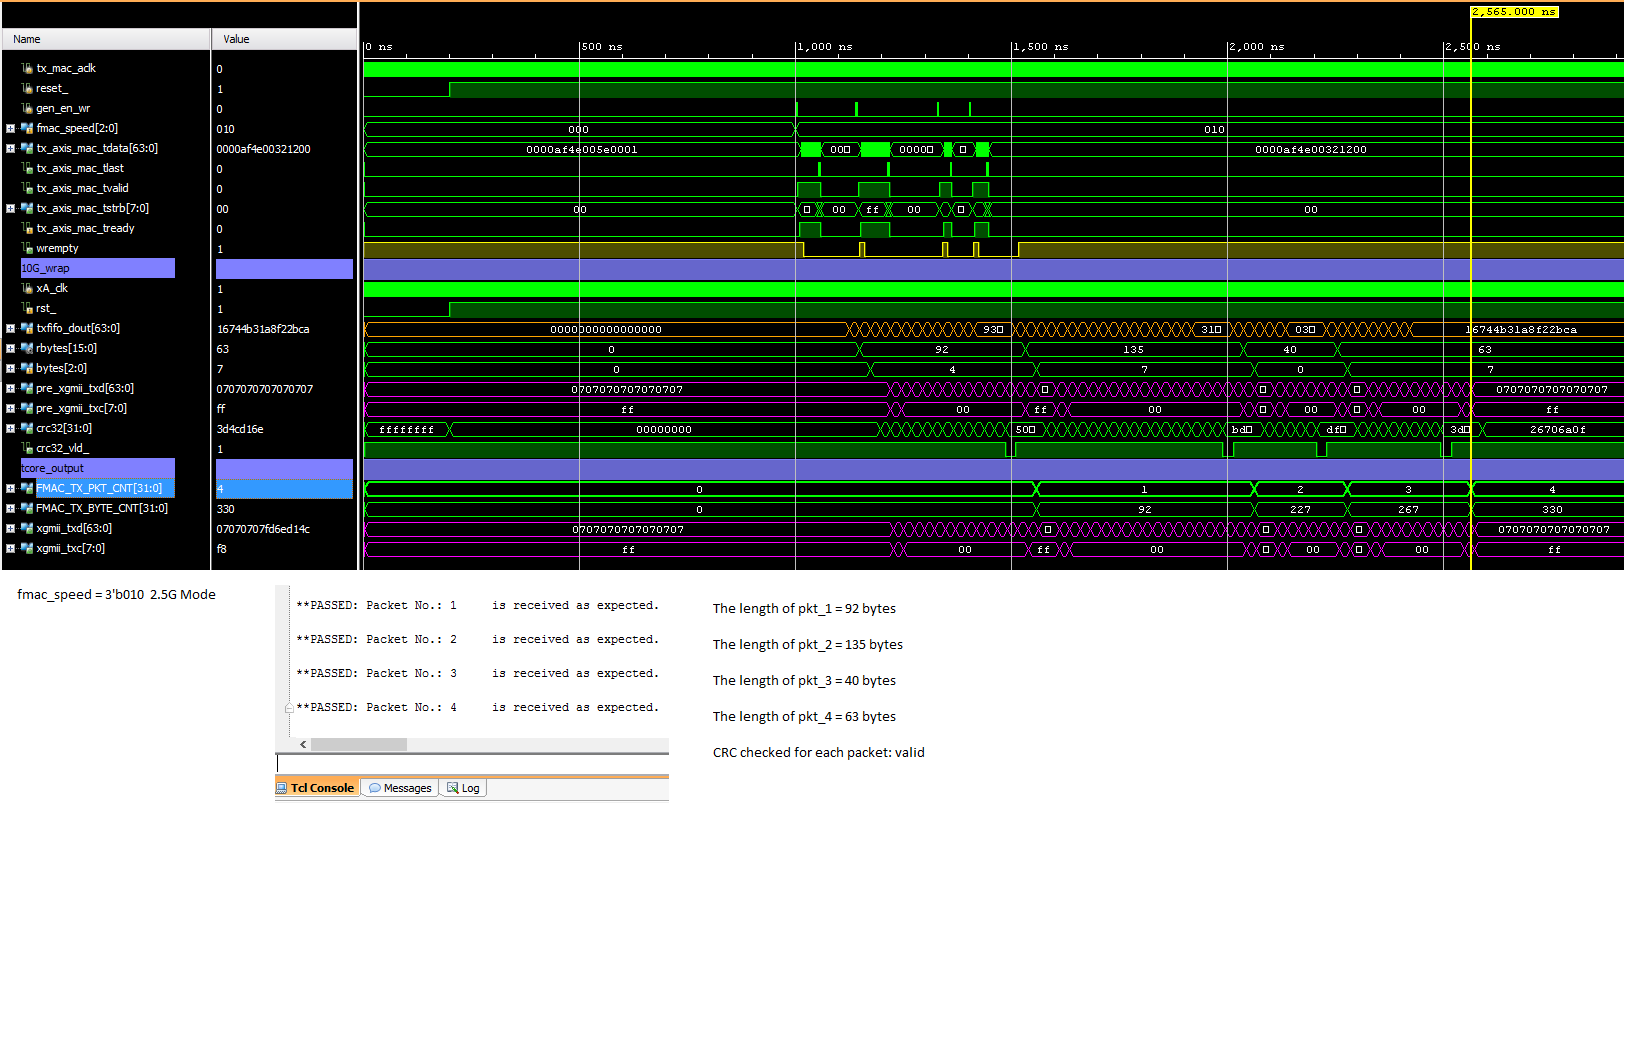 2,565.000 ns
Name Value 0 ns 500 ns 1,000 ns 1,500 ns 2,000 ns 2,500 ns
tx_mac_aclk 0
reset_ 1
gen_en_wr 0
fmac_speed[2:0] 010 000 010
tx_axis_mac_tdata[63:0] 0000af4e00321200 0000af4e005e0001 00 0000 0000af4e00321200
tx_axis_mac_tlast 0
tx_axis_mac_tvalid 0
tx_axis_mac_tstrb[7:0] 00 00 00 ff 00 00
tx_axis_mac_tready 0
wrempty 1
10G_wrap
xA_clk 1
rst_ 1
txfifo_dout[63:0] 16744b31a8f22bca 0000000000000000 93 31 03 16744b31a8f22bca
rbytes[15:0] 63 0 92 135 40 63
bytes[2:0] 7 0 4 7 0 7
pre_xgmii_txd[63:0] 0707070707070707 0707070707070707 0707070707070707
pre_xgmii_txc[7:0] ff ff 00 ff 00 00 00 ff
crc32[31:0] 3d4cd16e ffffffff 00000000 50 bd df 3d 26706a0f
crc32_vld_ 1
tcore_output
FMAC_TX_PKT_CNT[31:0] 4 0 1 2 3 4
FMAC_TX_BYTE_CNT[31:0] 330 0 92 227 267 330
xgmii_txd[63:0] 07070707fd6ed14c 0707070707070707 0707070707070707
xgmii_txc[7:0] f8 ff 00 ff 00 00 00 ff
fmac_speed = 3'b010 2.5G Mode
**PASSED: Packet No.: 1 is received as expected.
**PASSED: Packet No.: 2 is received as expected.
**PASSED: Packet No.: 3 is received as expected.
**PASSED: Packet No.: 4 is received as expected.
Tcl Console Messages Log
The length of pkt_1 = 92 bytes
The length of pkt_2 = 135 bytes
The length of pkt_3 = 40 bytes
The length of pkt_4 = 63 bytes
CRC checked for each packet: valid